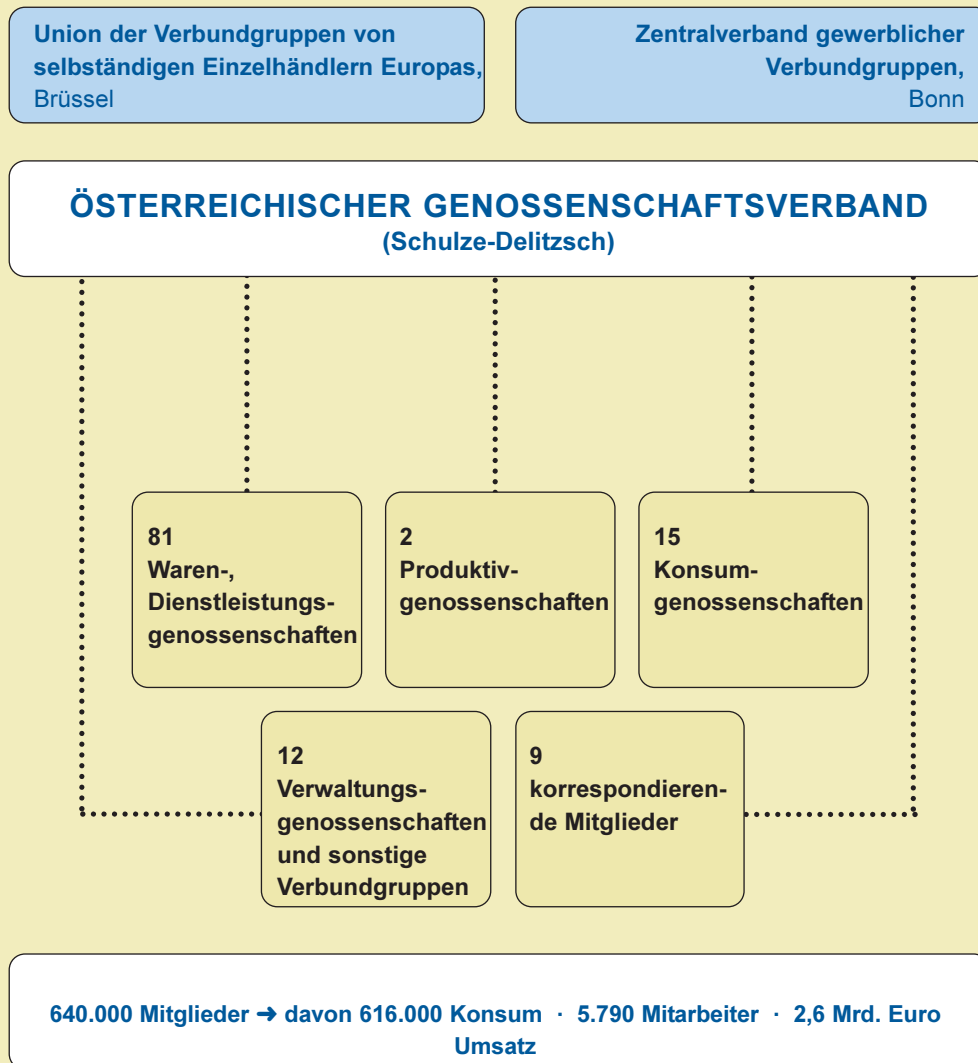 Union der Verbundgruppen von
selbständigen Einzelhändlern Europas,
Brüssel
Zentralverband gewerblicher
Verbundgruppen,
Bonn
ÖSTERREICHISCHER GENOSSENSCHAFTSVERBAND
(Schulze-Delitzsch)
81
Waren-,
Dienstleistungs-
genossenschaften
2
Produktiv-
genossenschaften
15
Konsum-
genossenschaften
12
Verwaltungs-
genossenschaften
und sonstige
Verbundgruppen
9
korrespondieren-
de Mitglieder
640.000 Mitglieder ➜ davon 616.000 Konsum · 5.790 Mitarbeiter · 2,6 Mrd. Euro
Umsatz